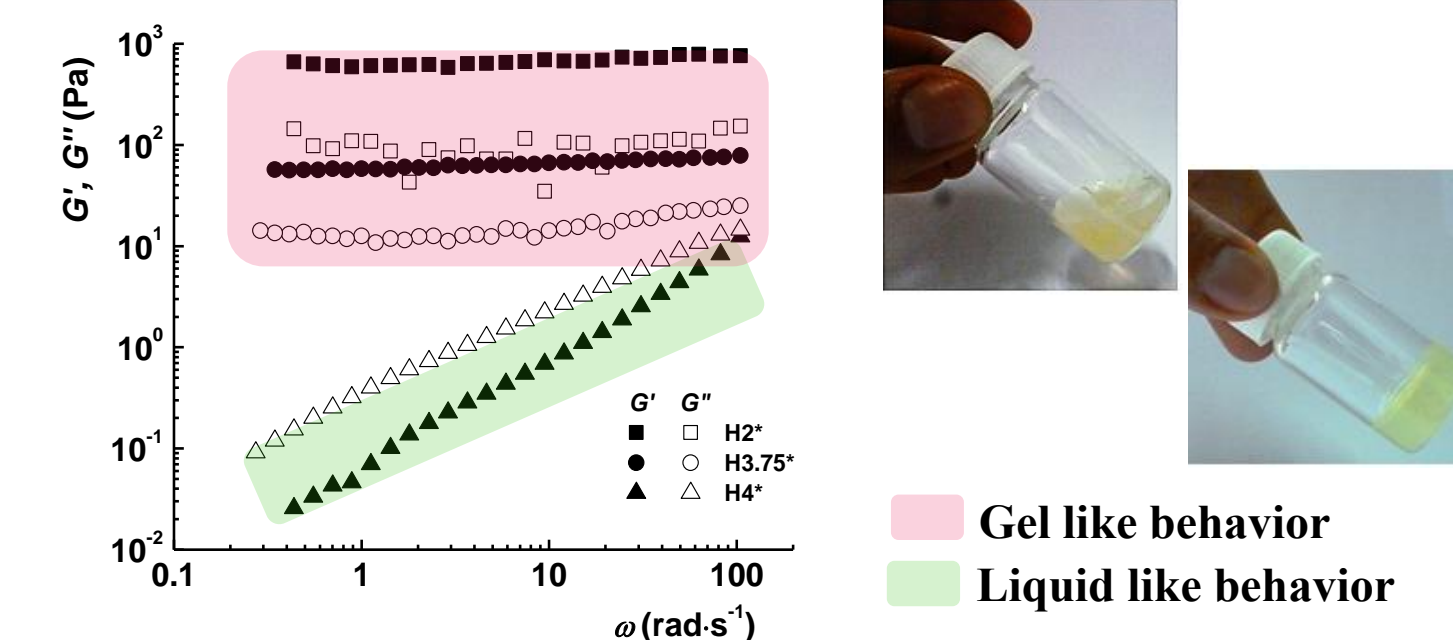 G', G" (Pa)
10³
10²
10¹
10⁰
10⁻¹
10⁻²
0.1 1 10 100
ω (rad·s⁻¹)
G' G"
H2*
H3.75*
H4*
Gel like behavior
Liquid like behavior